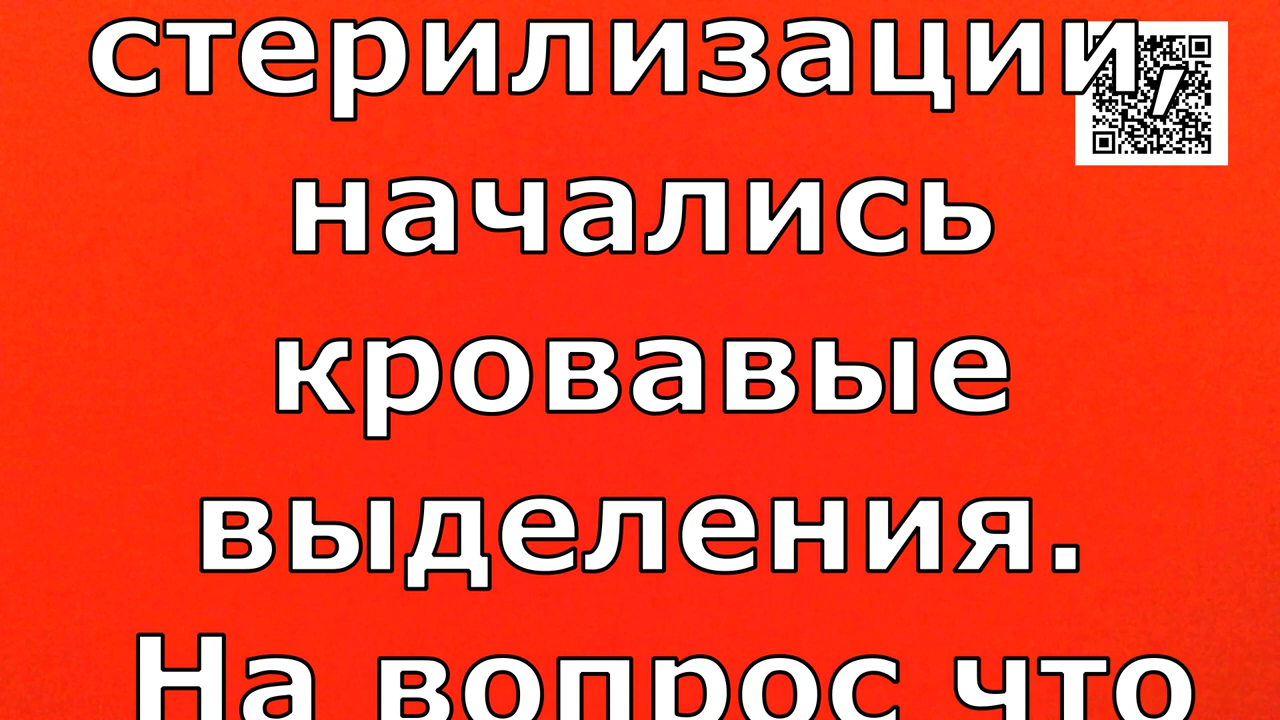 стерилизации,
начались
кровавые
выделения.
На вопрос что